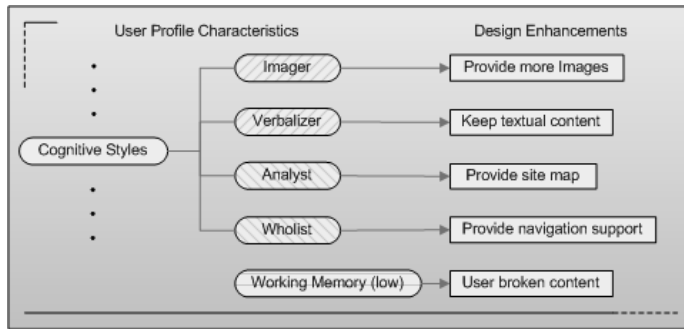 User Profile Characteristics
Design Enhancements
Imager
Provide more Images
Verbalizer
Keep textual content
Cognitive Styles
Analyst
Provide site map
Wholist
Provide navigation support
Working Memory (low)
User broken content